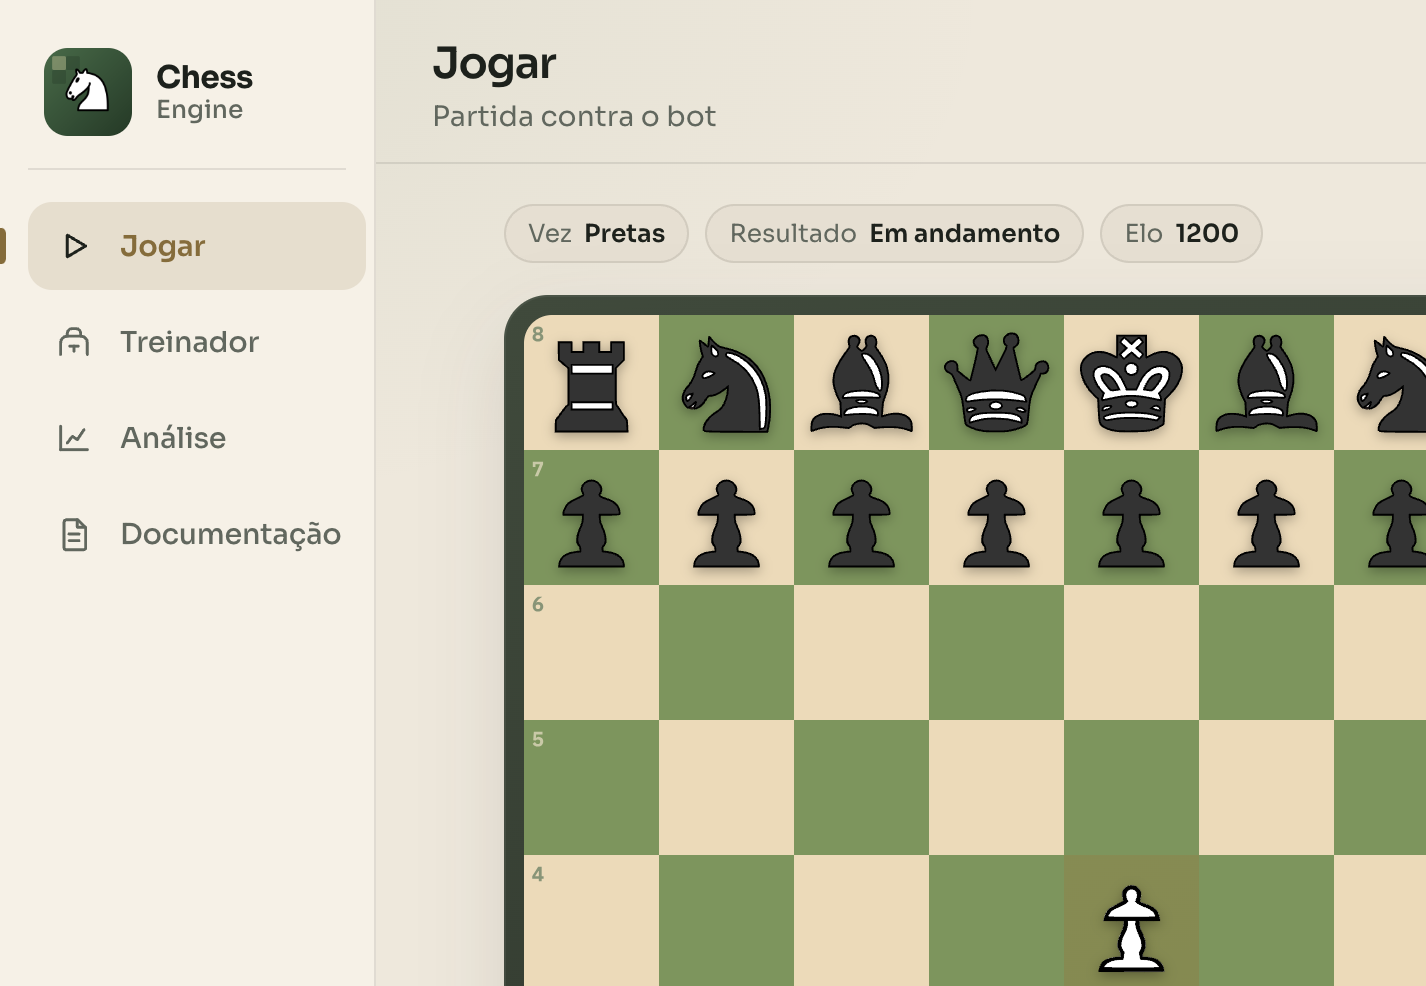 Chess
Engine
Jogar
Treinador
Análise
Documentação
Jogar
Partida contra o bot
Vez Pretas
Resultado Em andamento
Elo 1200
8
7
6
5
4